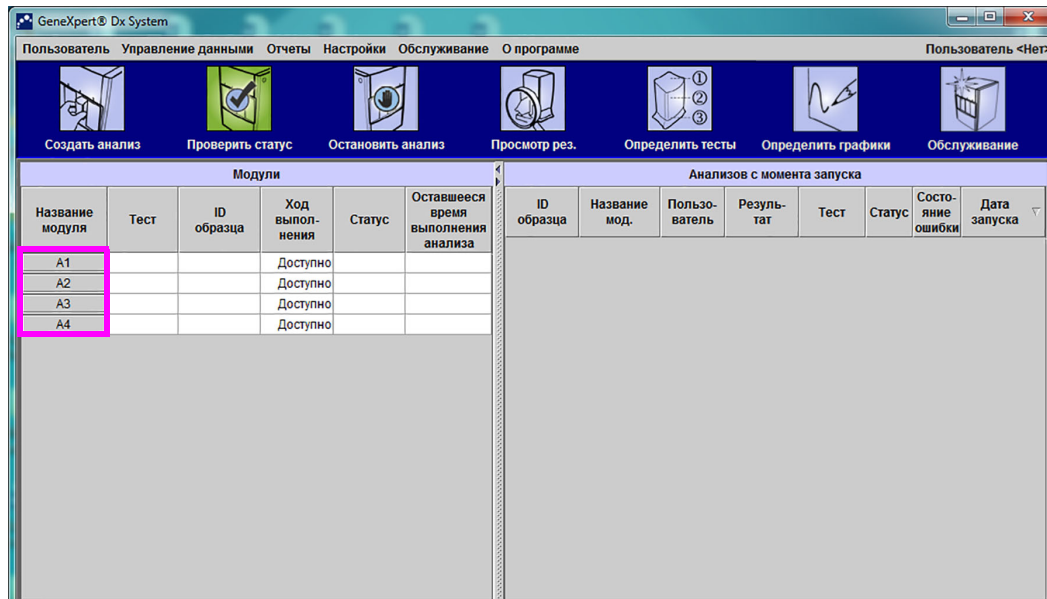 GeneXpert® Dx System
Пользователь Управление данными Отчеты Настройки Обслуживание О программе Пользователь <Нет>
① ② ③
Создать анализ Проверить статус Остановить анализ Просмотр рез. Определить тесты Определить графики Обслуживание
Модули
Название модуля
Тест
ID образца
Ход выпол-нения
Статус
Оставшееся время выполнения анализа
A1 Доступно
A2 Доступно
A3 Доступно
A4 Доступно
Анализов с момента запуска
ID образца
Название мод.
Пользо-ватель
Резуль-тат
Тест
Статус
Состо-яние ошибки
Дата запуска